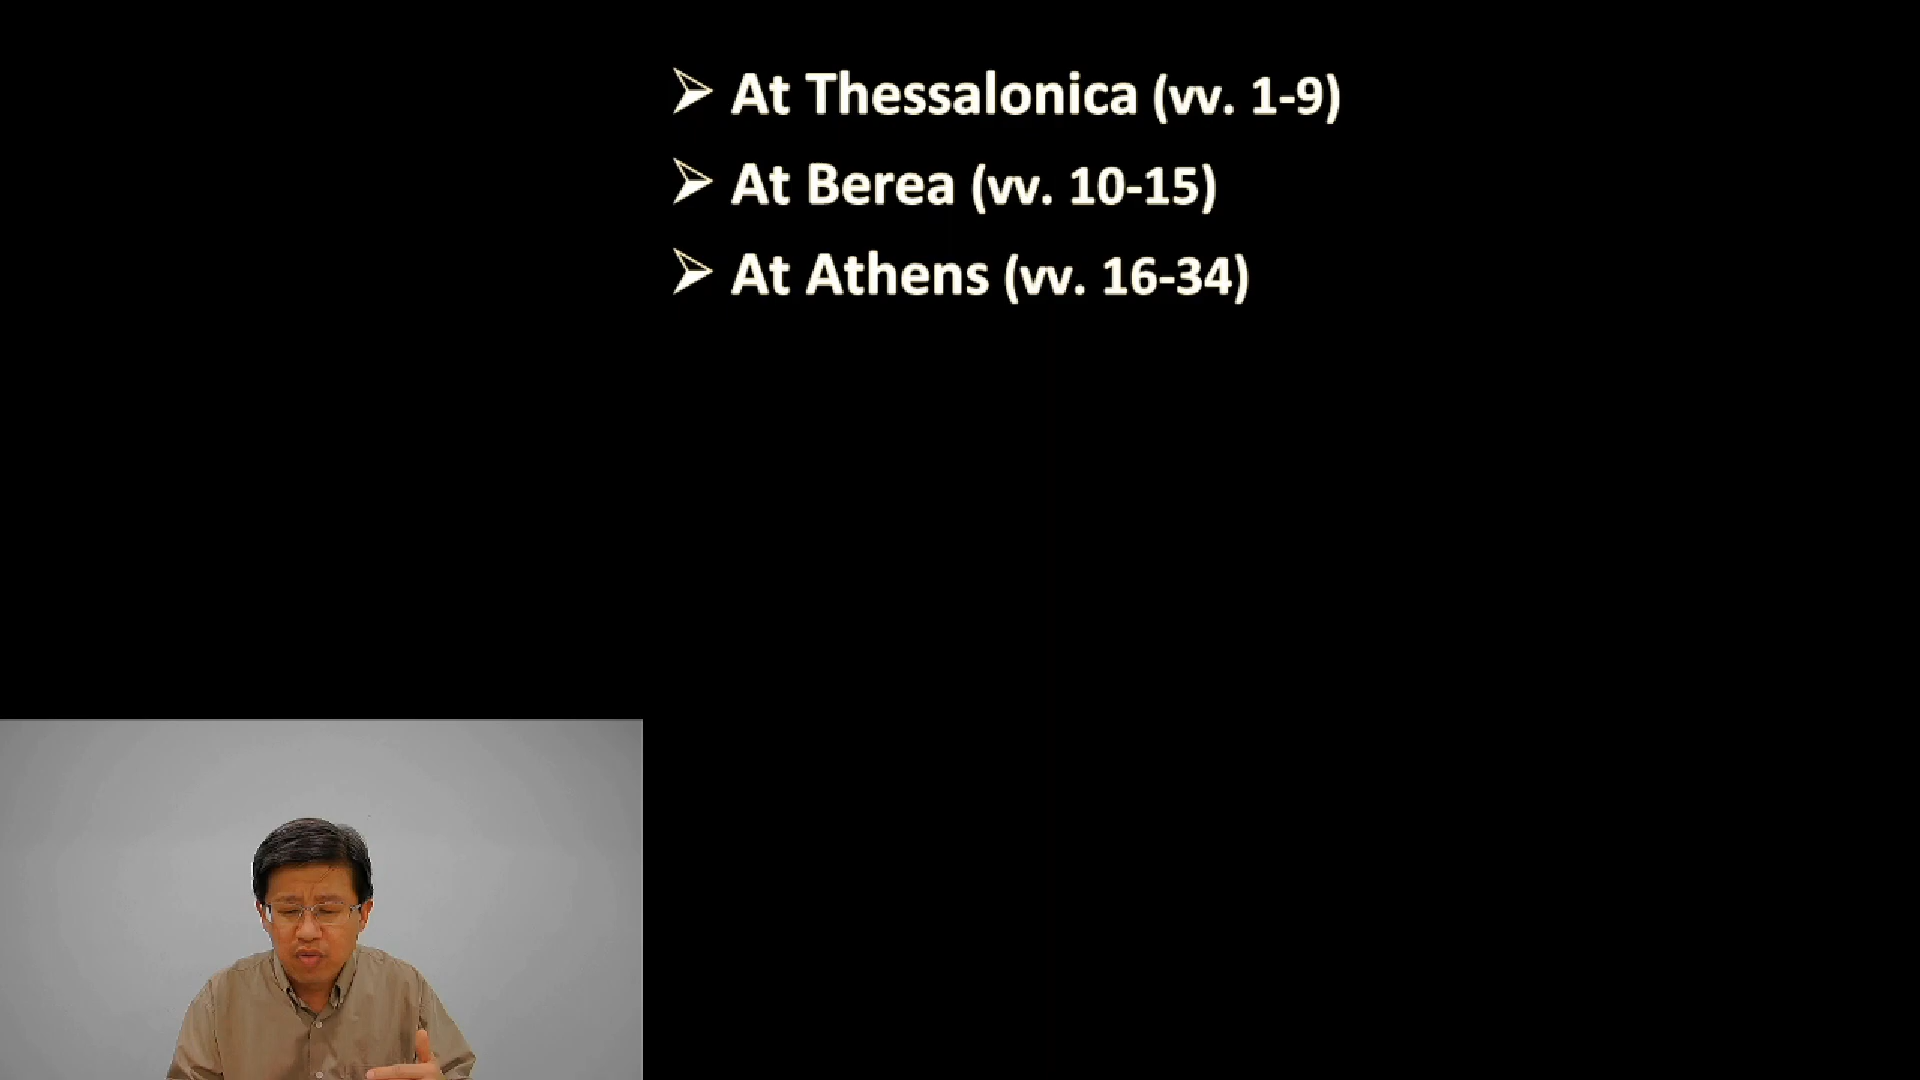 ➢ At Thessalonica (vv. 1-9)
➢ At Berea (vv. 10-15)
➢ At Athens (vv. 16-34)